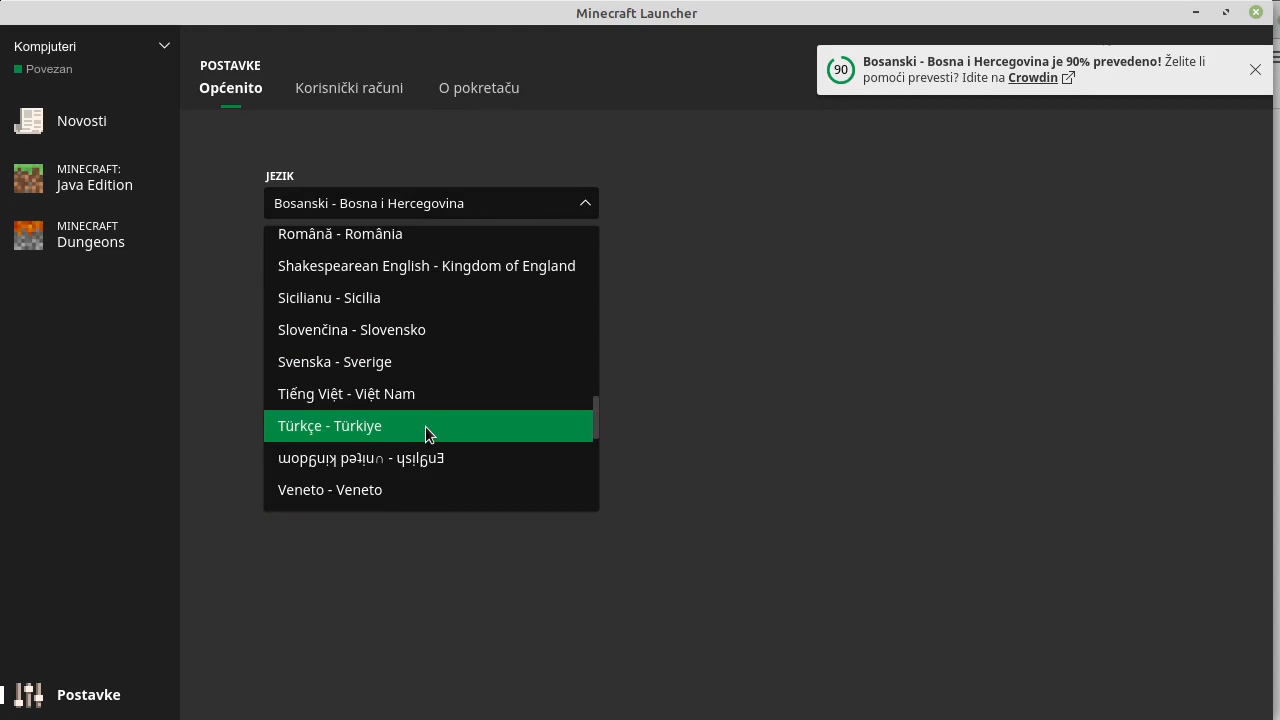 Minecraft Launcher
Kompjuteri
Povezan
Novosti
MINECRAFT:
Java Edition
MINECRAFT
Dungeons
Postavke
POSTAVKE
Općenito
Korisnički računi
O pokretaču
90
Bosanski - Bosna i Hercegovina je 90% prevedeno! Želite li
pomoći prevesti? Idite na Crowdin
JEZIK
Bosanski - Bosna i Hercegovina
Română - România
Shakespearean English - Kingdom of England
Sicilianu - Sicilia
Slovenčina - Slovensko
Svenska - Sverige
Tiếng Việt - Việt Nam
Türkçe - Türkiye
ɯopƃuᴉʞ pǝʇᴉu∩ - ɥsᴉlƃuƎ
Veneto - Veneto